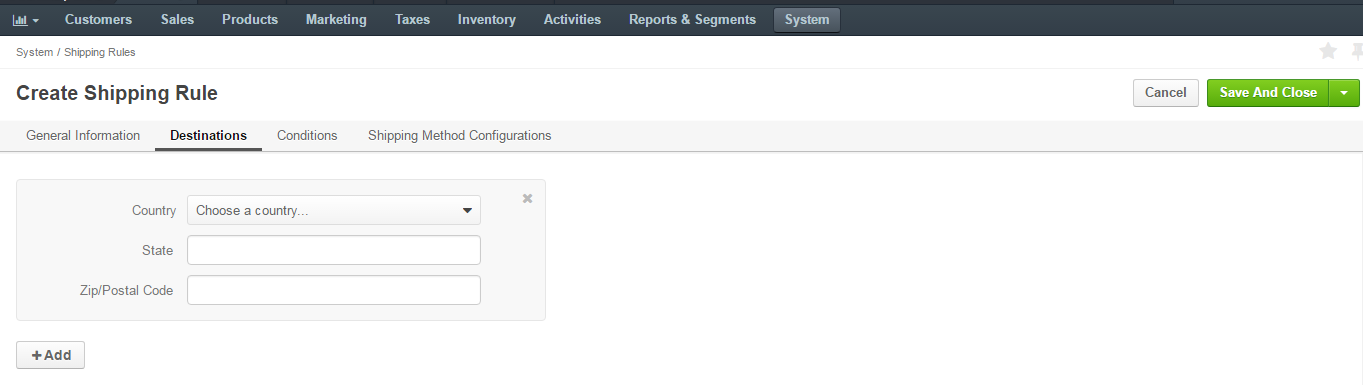 Customers Sales Products Marketing Taxes Inventory Activities Reports & Segments System
System / Shipping Rules
Create Shipping Rule
Cancel Save And Close
General Information Destinations Conditions Shipping Method Configurations
Country Choose a country...
State
Zip/Postal Code
+Add